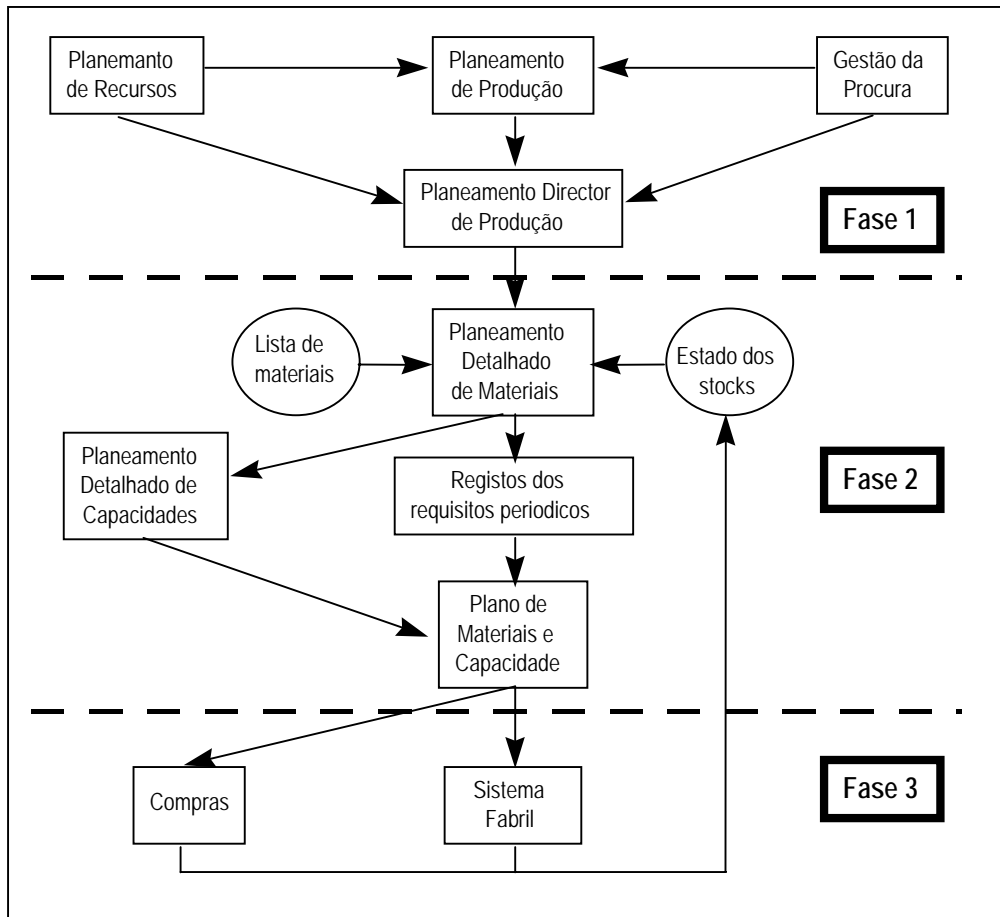 Planemanto
de Recursos
Planeamento
de Produção
Gestão da
Procura
Planeamento Director
de Produção
Fase 1
Lista de
materiais
Planeamento
Detalhado
de Materiais
Estado dos
stocks
Planeamento
Detalhado de
Capacidades
Registos dos
requisitos periodicos
Fase 2
Plano de
Materiais e
Capacidade
Compras
Sistema
Fabril
Fase 3